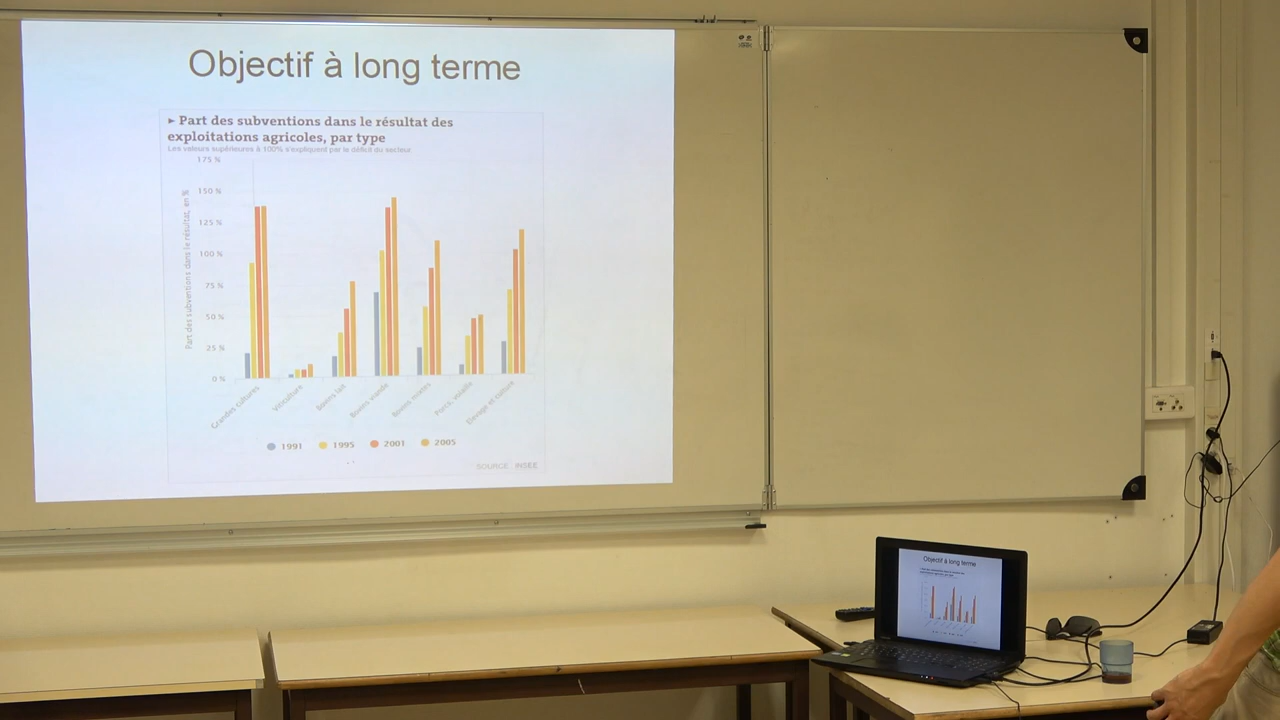 Objectif à long terme
▸ Part des subventions dans le résultat des
exploitations agricoles, par type
Les valeurs supérieures à 100% s'expliquent par le déficit du secteur
Part des subventions dans le résultat, en %
175 %
150 %
125 %
100 %
75 %
50 %
25 %
0 %
Grandes cultures
Viticulture
Bovins lait
Bovins viande
Bovins mixtes
Porcs, volaille
Elevage et culture
1991 1995 2001 2005
SOURCE INSEE
Objectif à long terme